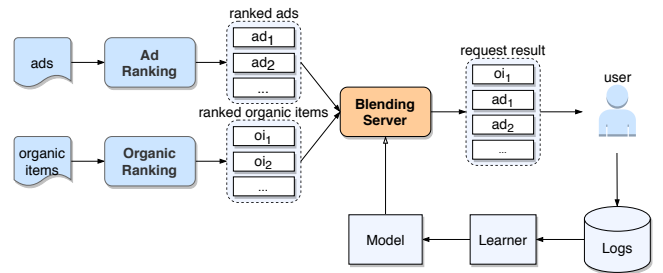 ranked ads
ads
Ad
Ranking
ad1
ad2
...
ranked organic items
organic
items
Organic
Ranking
oi1
oi2
...
Blending
Server
request result
oi1
ad1
ad2
...
user
Model
Learner
Logs